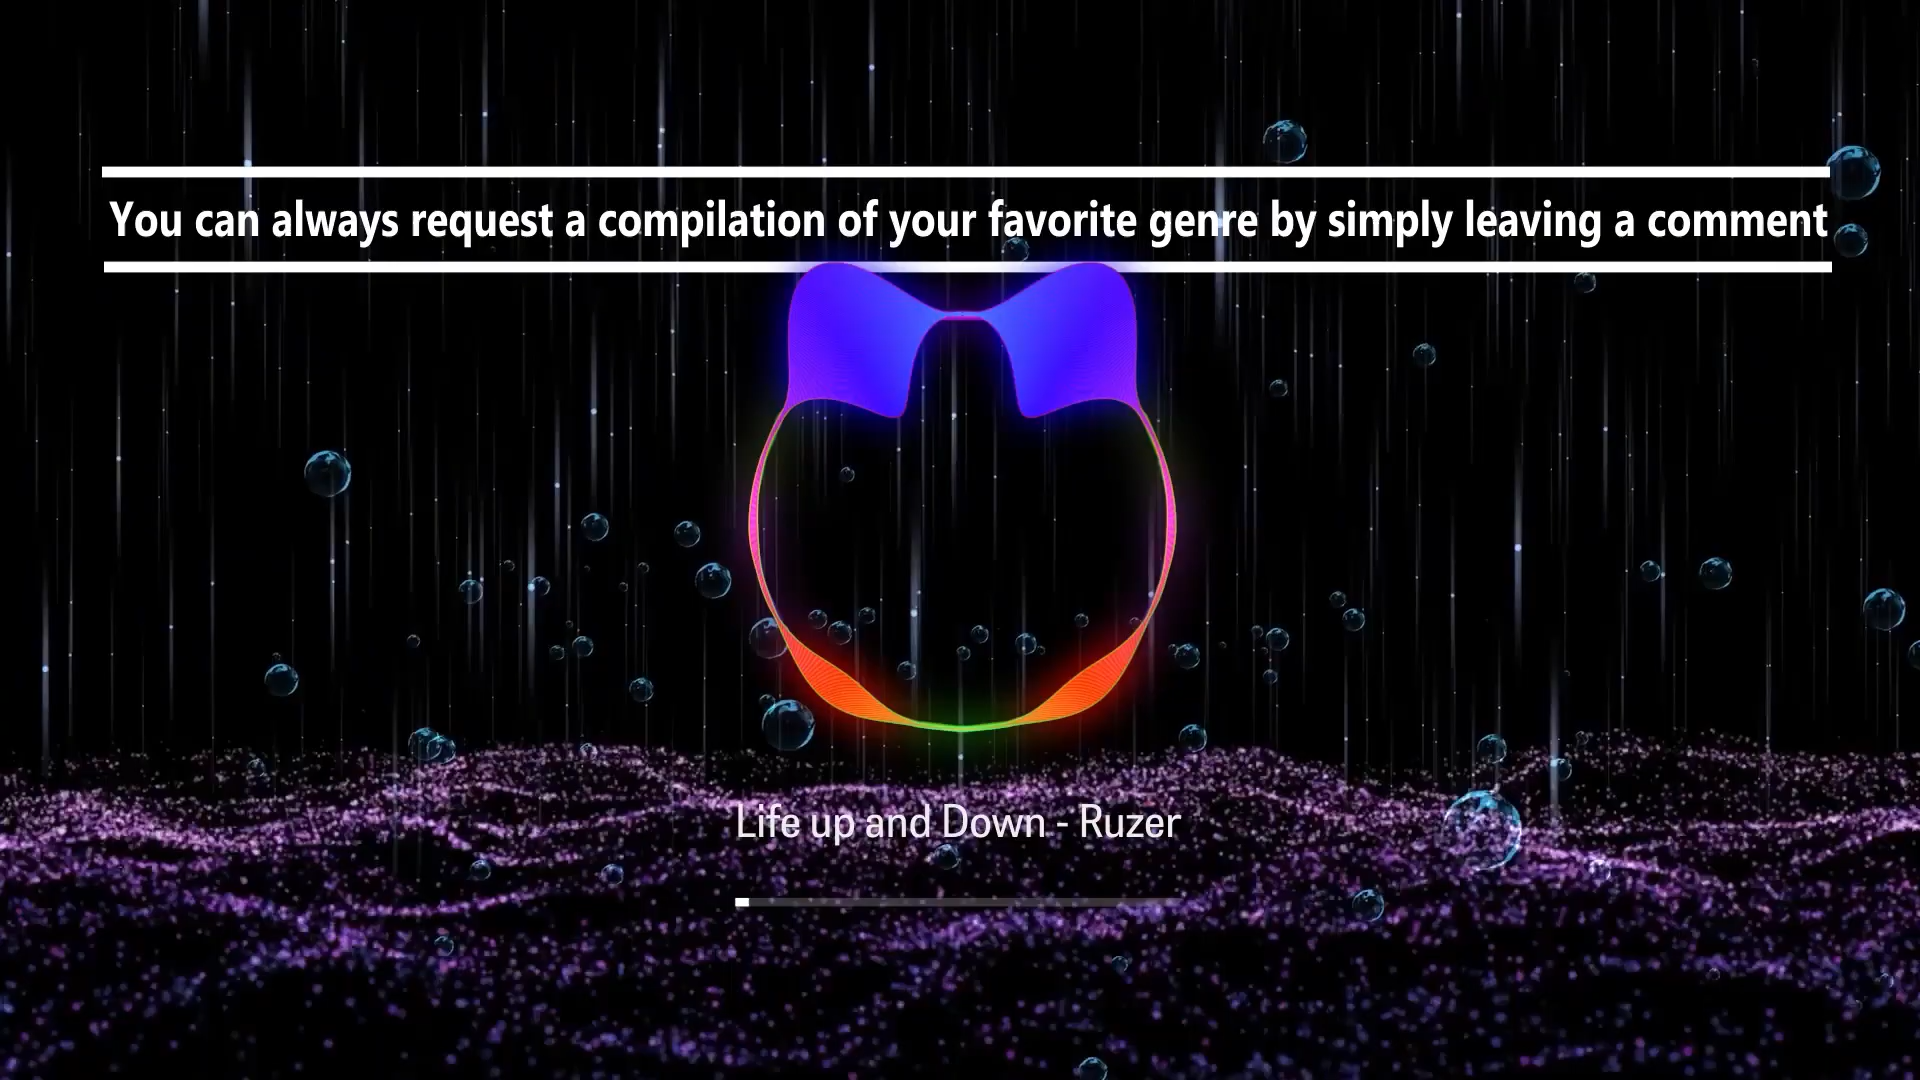 You can always request a compilation of your favorite genre by simply leaving a comment
Life up and Down - Ruzer